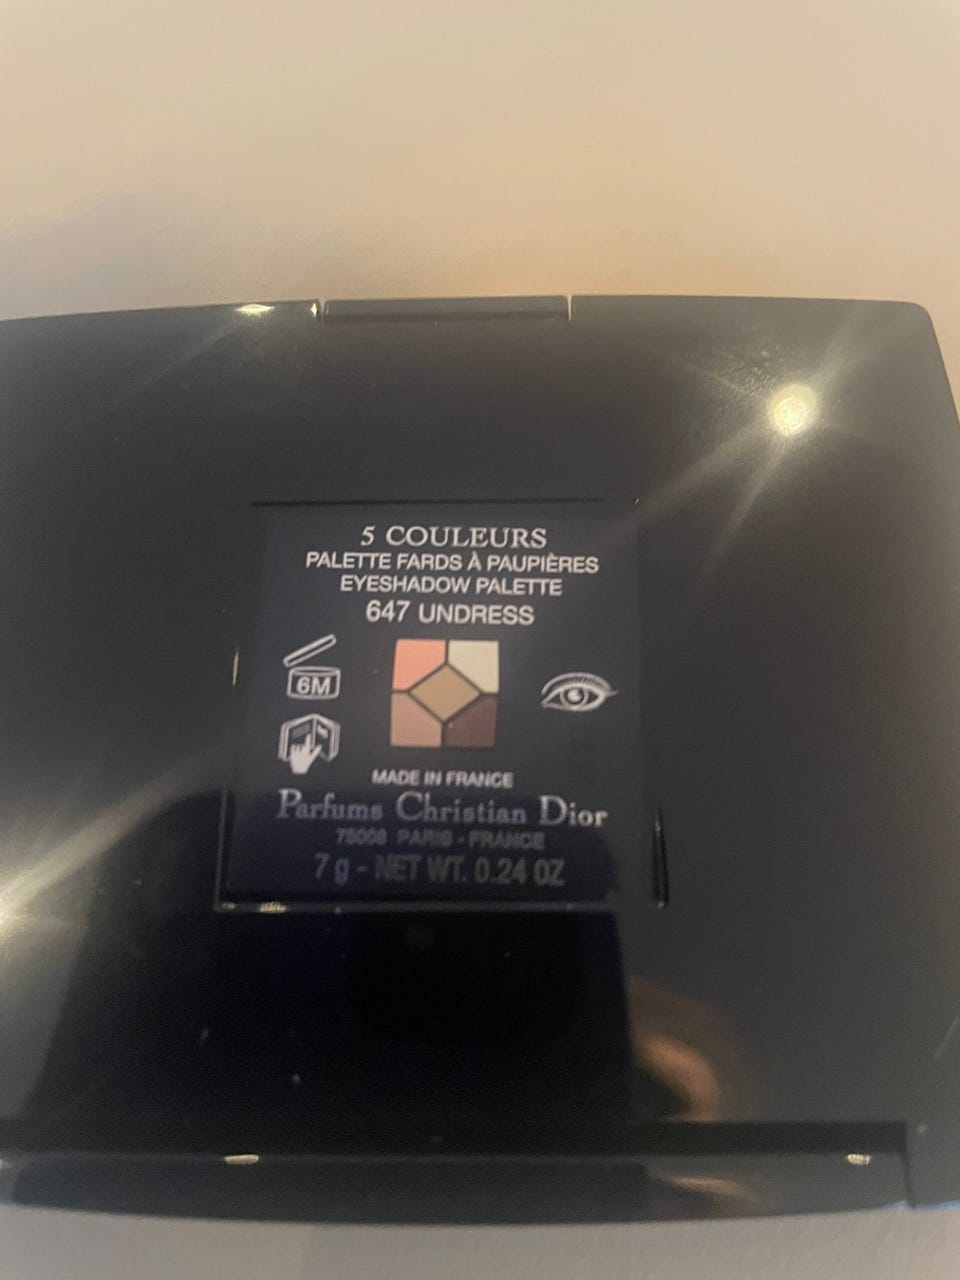 5 COULEURS
PALETTE FARDS À PAUPIÈRES
EYESHADOW PALETTE
647 UNDRESS
6M
MADE IN FRANCE
Parfums Christian Dior
75008 PARIS - FRANCE
7 g - NET WT. 0.24 OZ